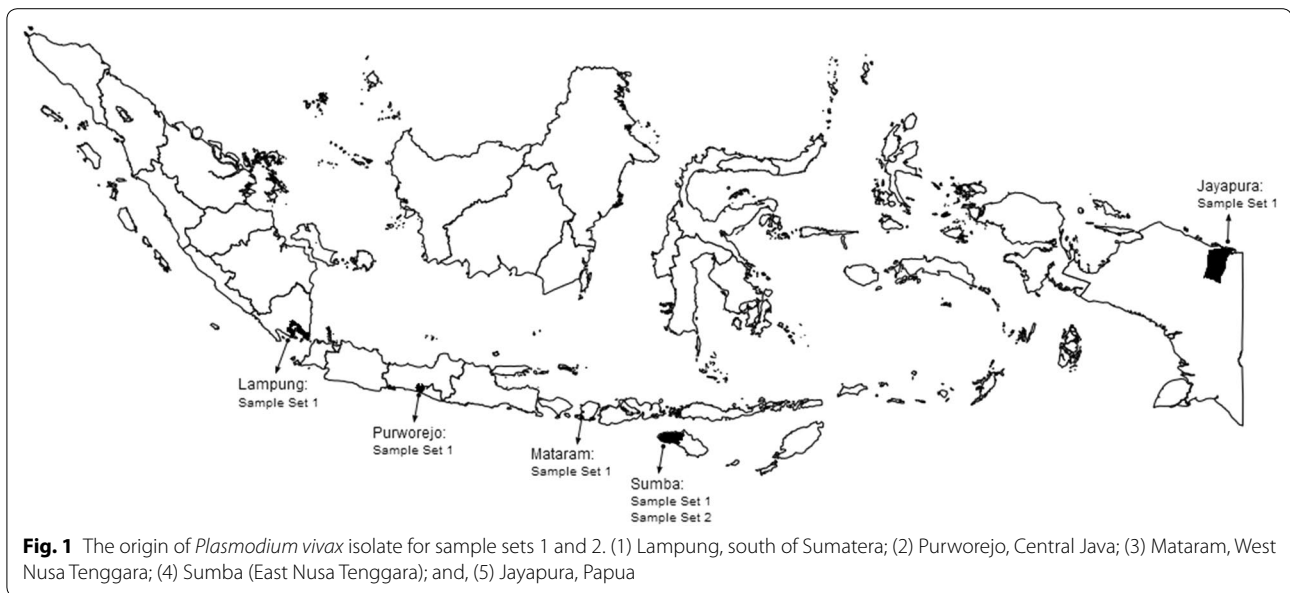 Jayapura:
Sample Set 1
Lampung:
Sample Set 1
Purworejo:
Sample Set 1
Mataram:
Sample Set 1
Sumba:
Sample Set 1
Sample Set 2
Fig. 1 The origin of Plasmodium vivax isolate for sample sets 1 and 2. (1) Lampung, south of Sumatera; (2) Purworejo, Central Java; (3) Mataram, West
Nusa Tenggara; (4) Sumba (East Nusa Tenggara); and, (5) Jayapura, Papua